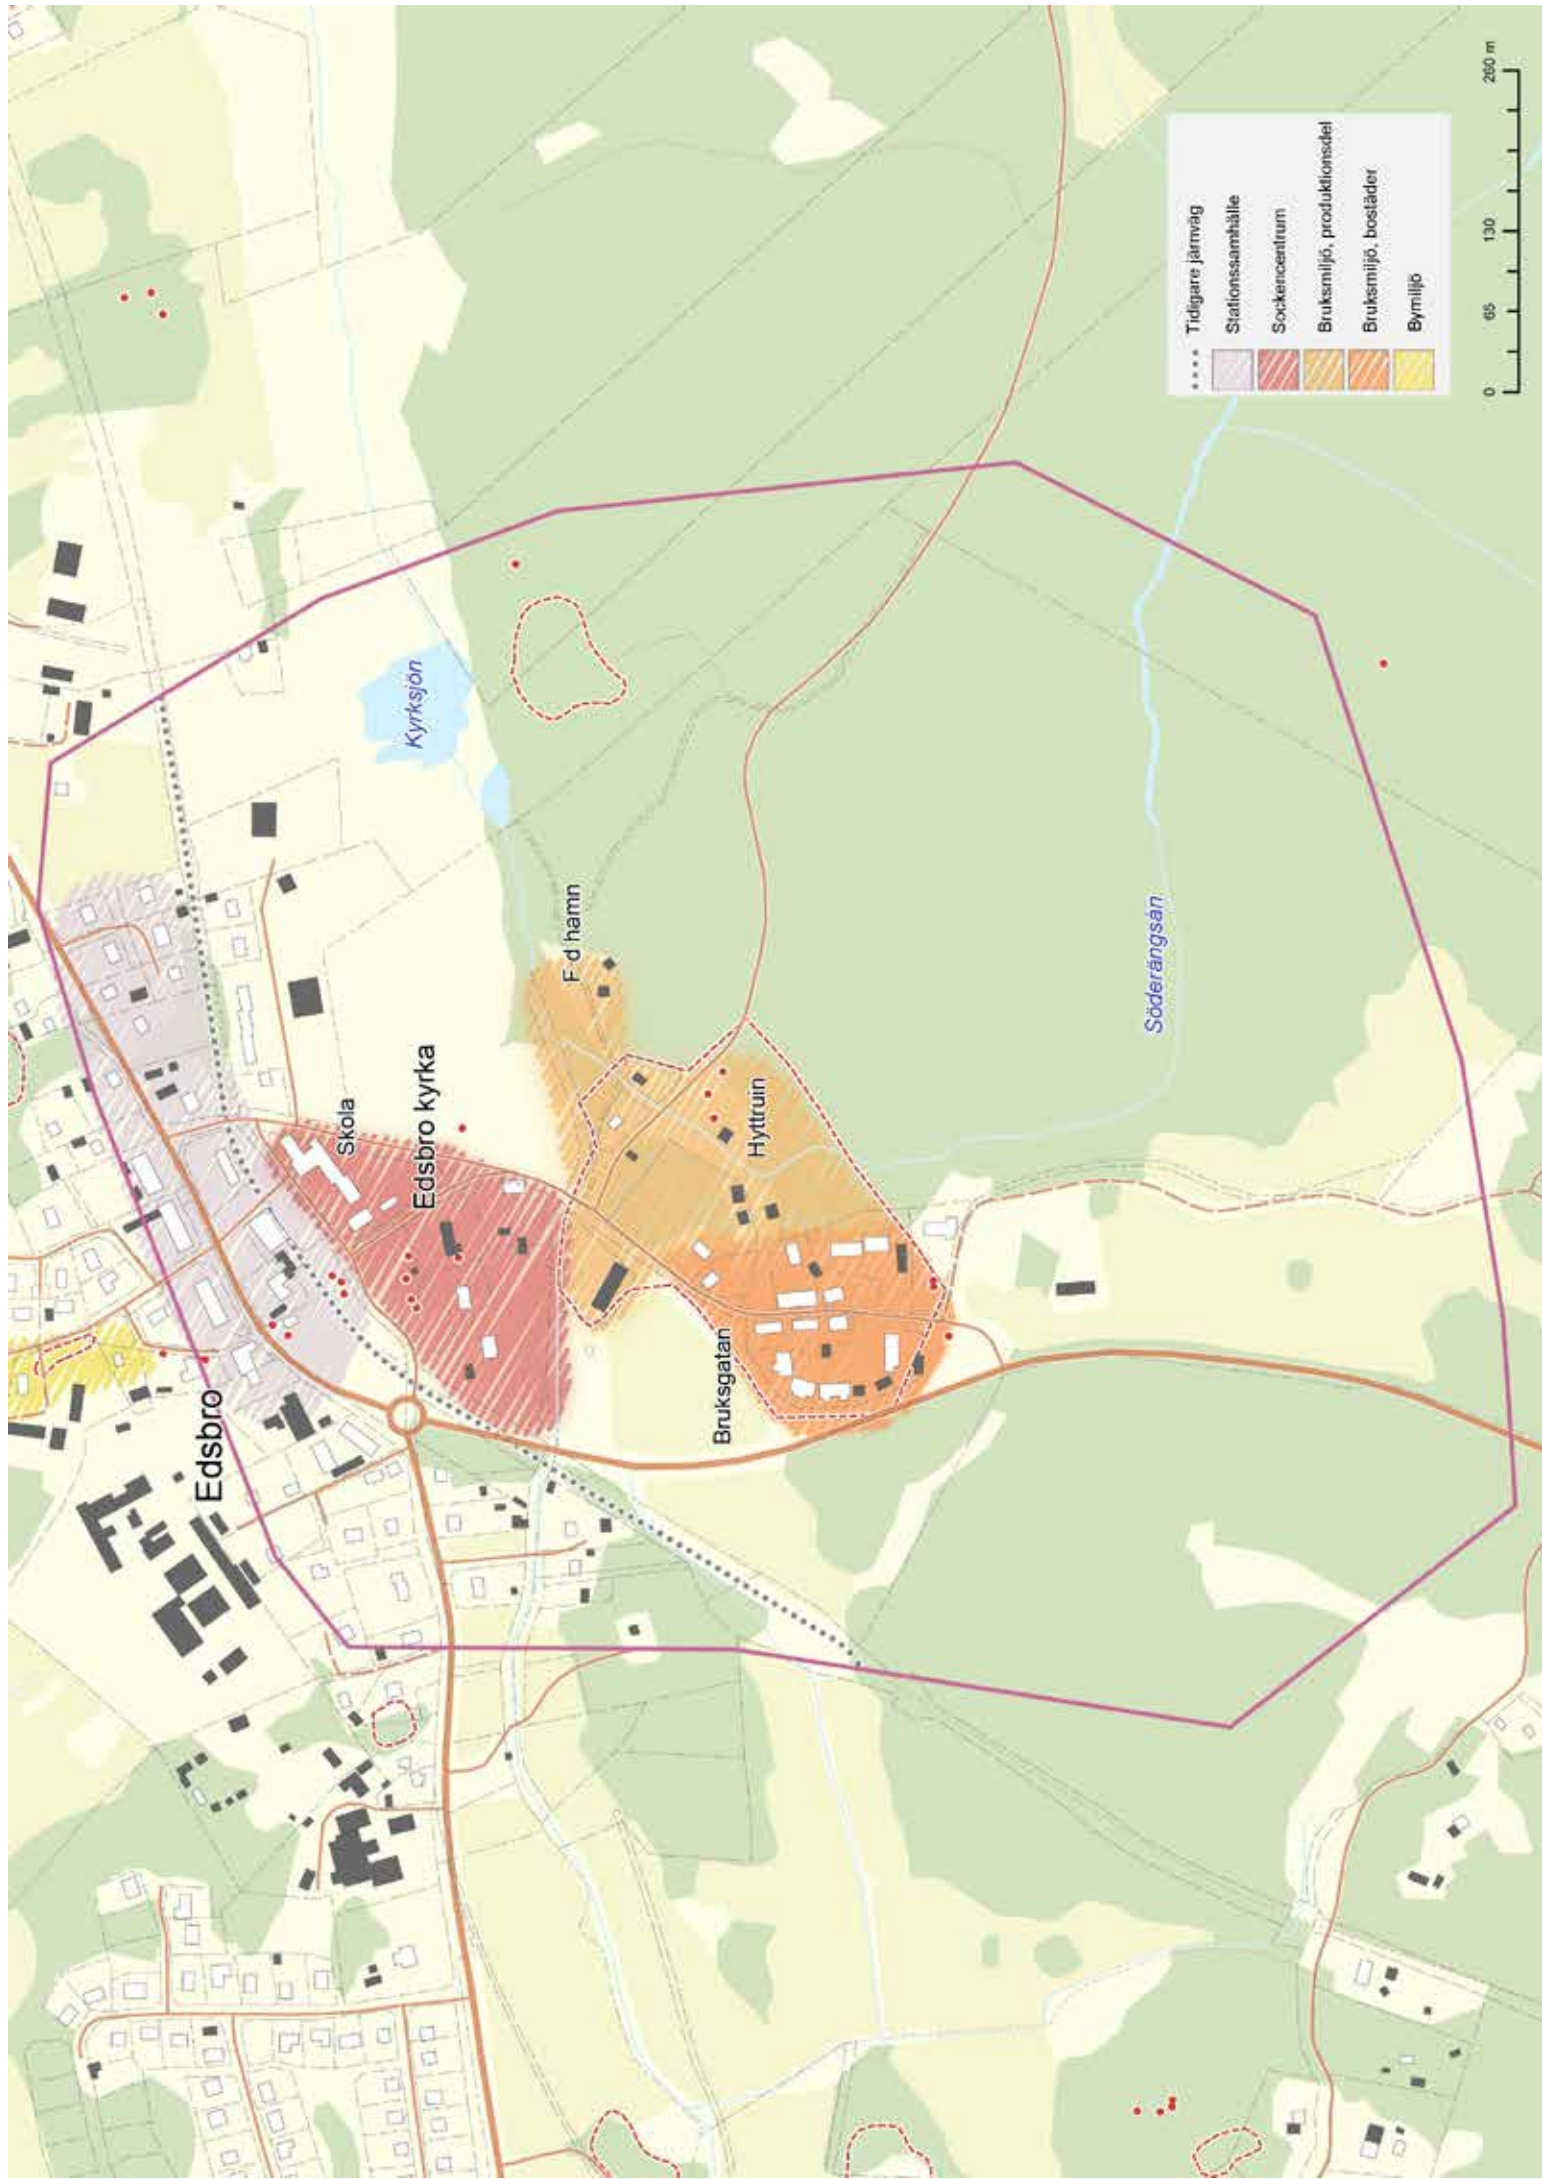 Edsbro
Skola
Edsbro kyrka
Kyrksjön
F d hamn
Hyttruin
Bruksgatan
Söderängsån
Tidigare järnväg
Stationssamhälle
Sockencentrum
Bruksmiljö, produktionsdel
Bruksmiljö, bostäder
Bymiljö
0 65 130 260 m